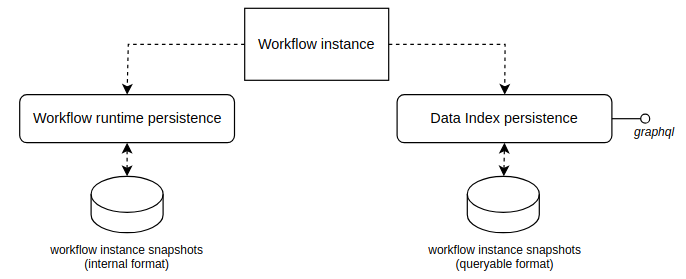 Workflow instance
Workflow runtime persistence
Data Index persistence
graphql
workflow instance snapshots
(internal format)
workflow instance snapshots
(queryable format)